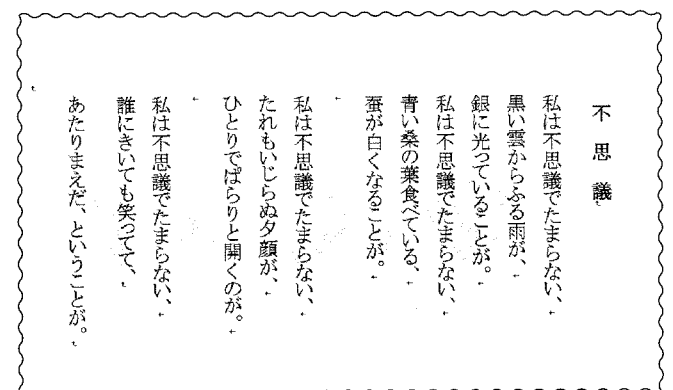 不思議
私は不思議でたまらない、
黒い雲からふる雨が、
銀に光っていることが。
私は不思議でたまらない、
青い桑の葉食べている、
蚕が白くなることが。
私は不思議でたまらない、
たれもいじらぬ夕顔が、
ひとりでぱらりと開くのが。
私は不思議でたまらない、
誰にきいても笑ってて、
あたりまえだ、ということが。